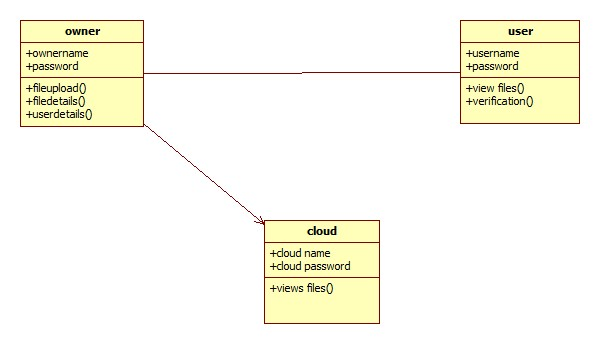 owner
+ownername
+password
+fileupload()
+filedetails()
+userdetails()
user
+username
+password
+view files()
+verification()
cloud
+cloud name
+cloud password
+views files()